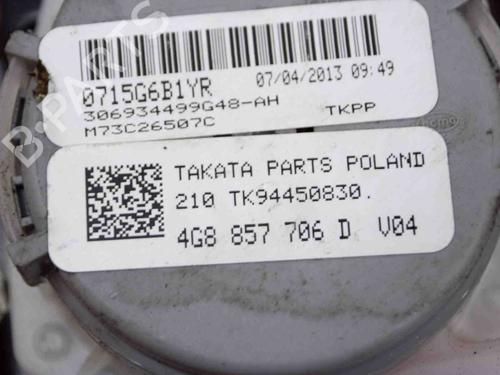 B-PARTS
0715G6B1YR
07/04/2013 09:49
306934499G48-AH
TKPP
M73C26507C
TAKATA PARTS POLAND
210 TK94450830.
4G8 857 706 D V04